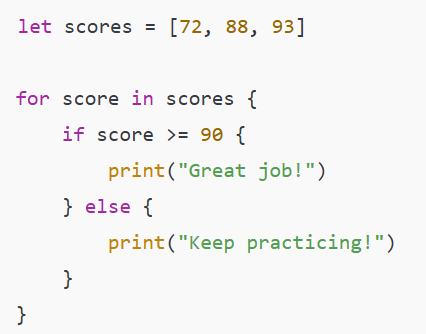 let scores = [72, 88, 93]

for score in scores {
    if score >= 90 {
        print("Great job!")
    } else {
        print("Keep practicing!")
    }
}